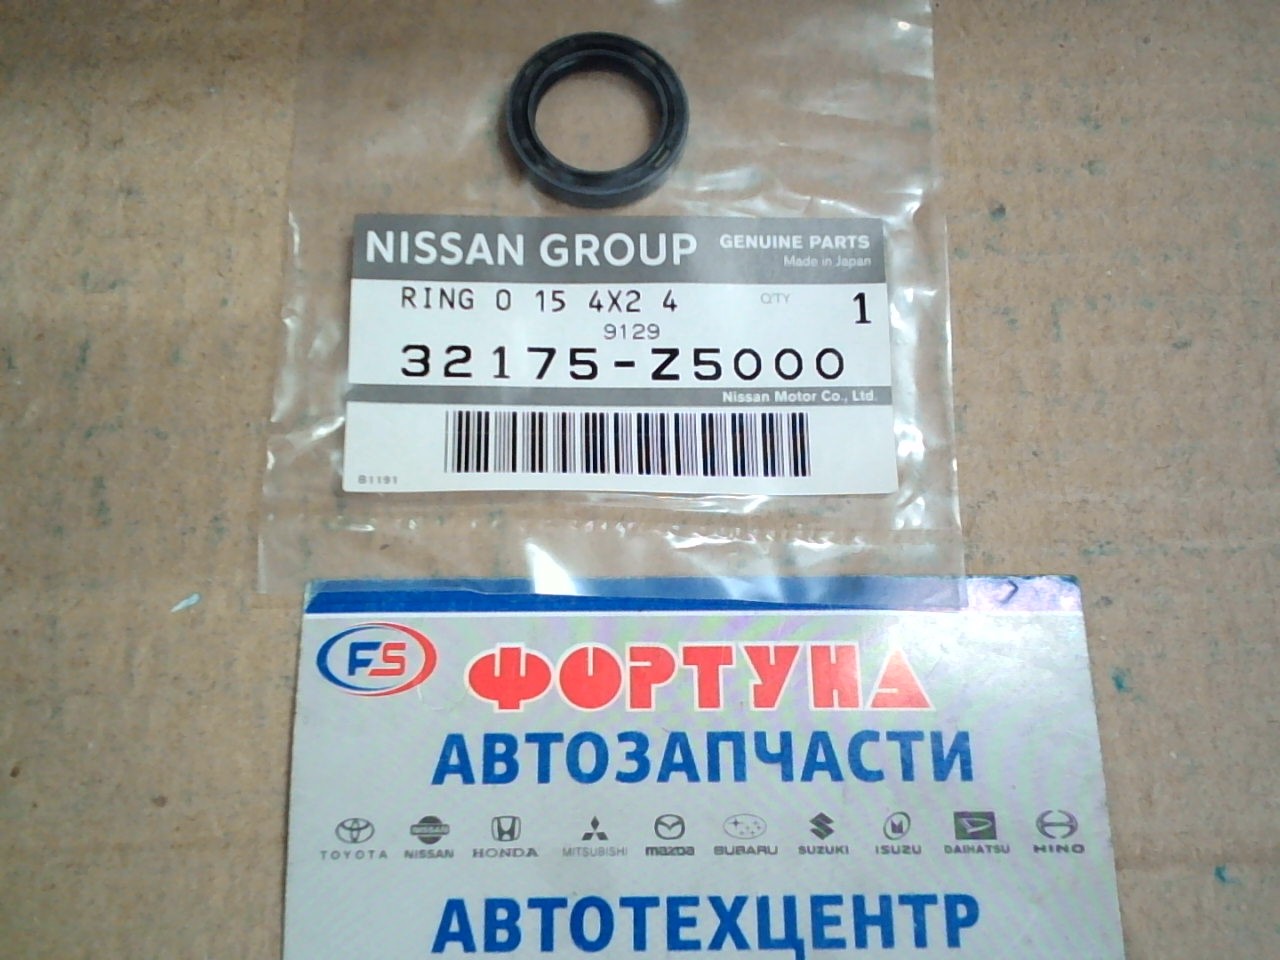 NISSAN GROUP GENUINE PARTS
Made in Japan
RING O 15 4X2 4 Q'TY 1
9129
32175-Z5000
Nissan Motor Co., Ltd.
B1191
FS ФОРТУНА
АВТОЗАПЧАСТИ
TOYOTA NISSAN HONDA MITSUBISHI mazda SUBARU SUZUKI ISUZU DAIHATSU HINO
АВТОТЕХЦЕНТР